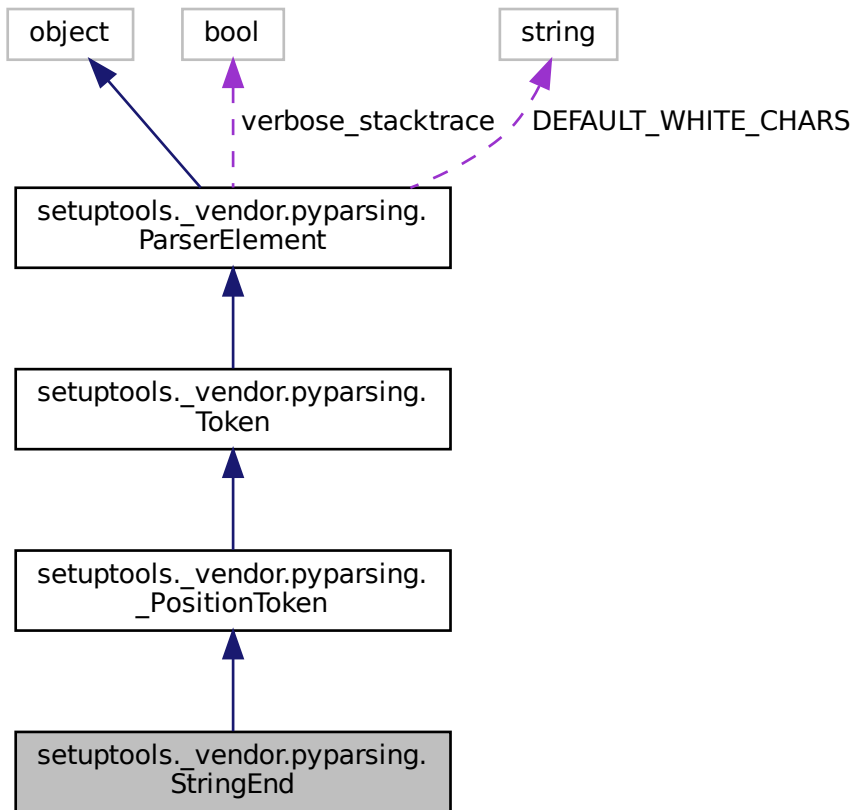 object
bool
string
verbose_stacktrace
DEFAULT_WHITE_CHARS
setuptools._vendor.pyparsing.
ParserElement
setuptools._vendor.pyparsing.
Token
setuptools._vendor.pyparsing.
_PositionToken
setuptools._vendor.pyparsing.
StringEnd